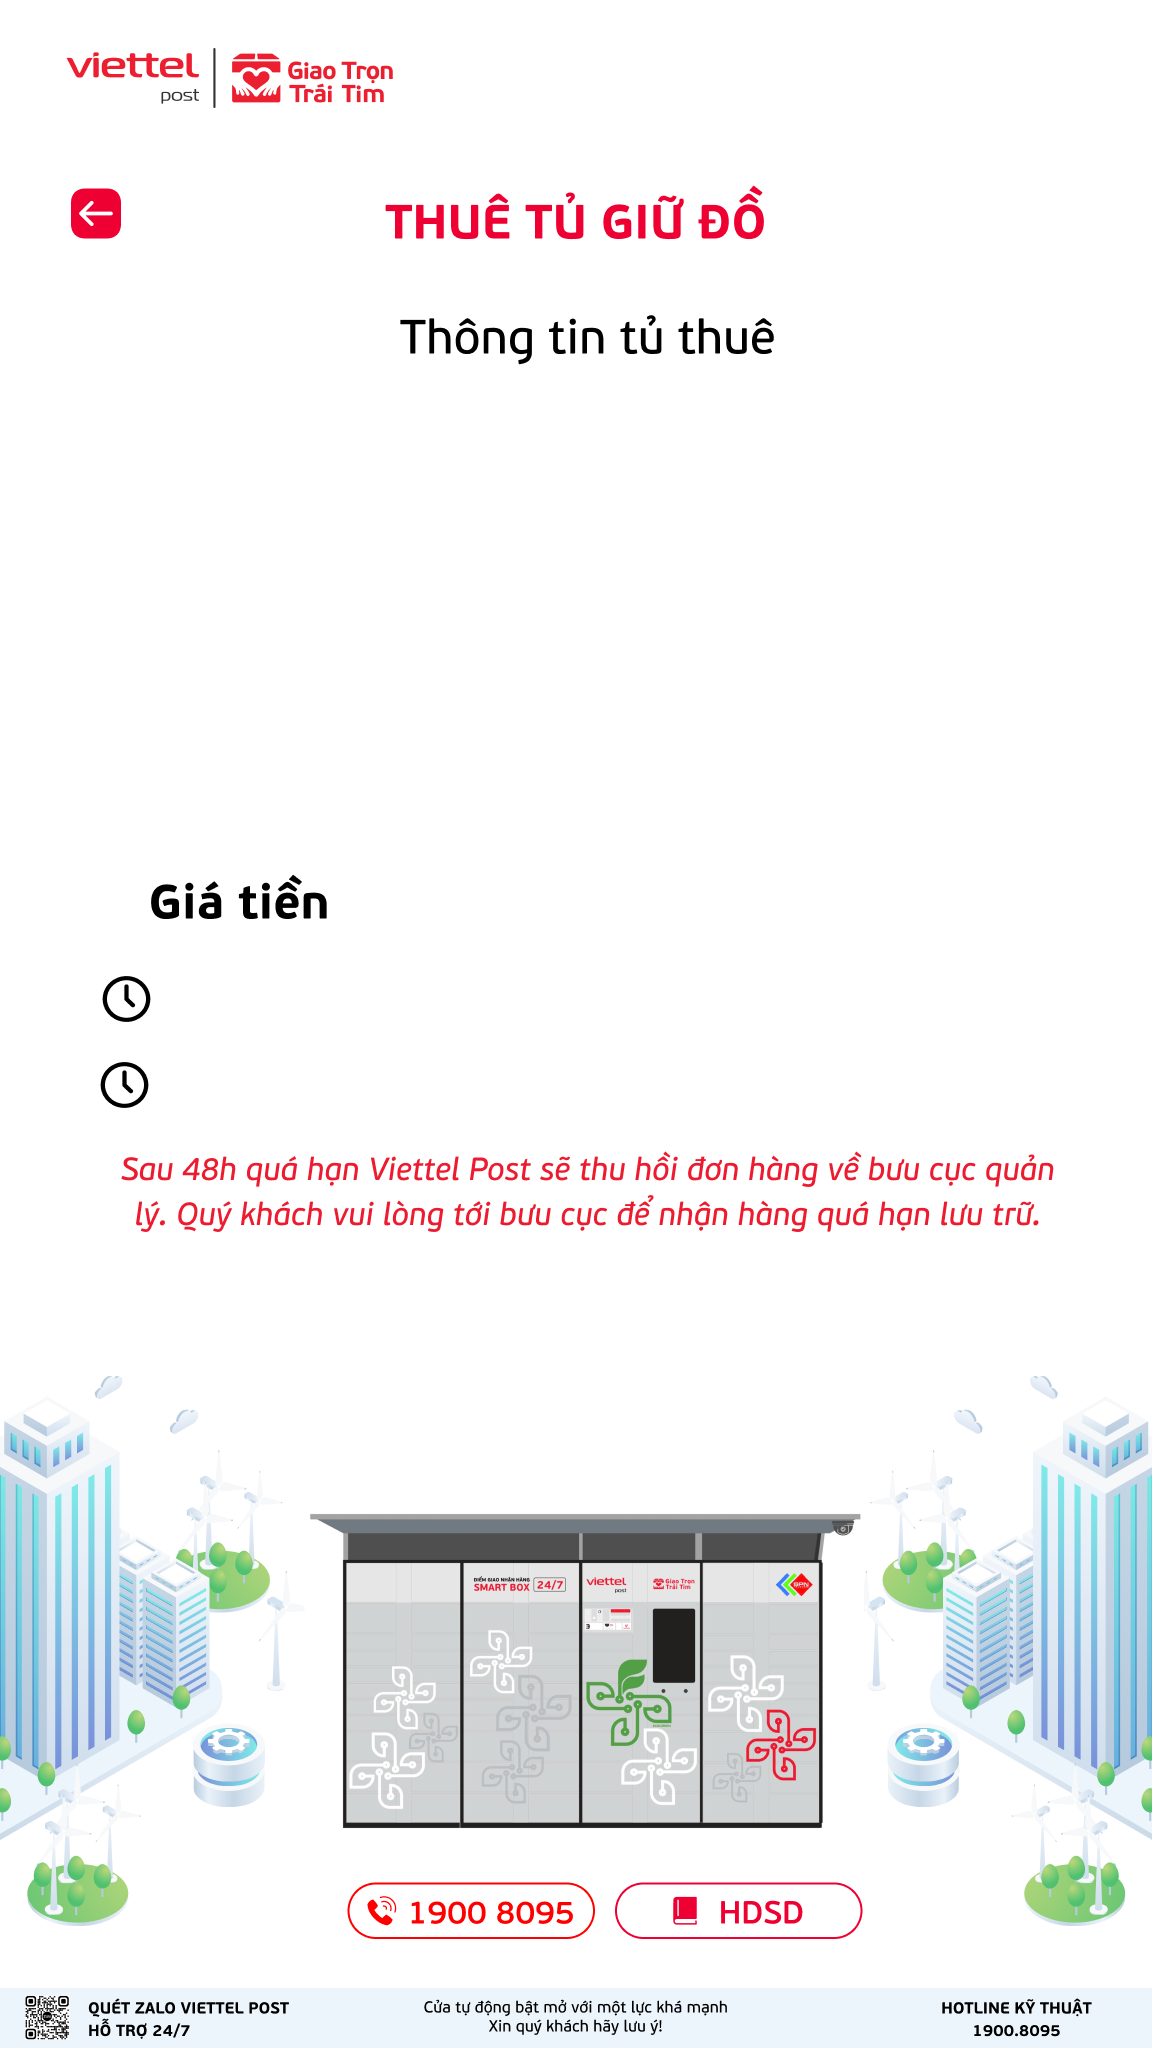 viettel
post
Giao Trọn
Trái Tim
THUÊ TỦ GIỮ ĐỒ
Thông tin tủ thuê
Giá tiền
Sau 48h quá hạn Viettel Post sẽ thu hồi đơn hàng về bưu cục quản
lý. Quý khách vui lòng tới bưu cục để nhận hàng quá hạn lưu trữ.
ĐIỂM GIAO NHẬN HÀNG
SMART BOX 24/7
viettel
post
Giao Trọn
Trái Tim
1900 8095
HDSD
QUÉT ZALO VIETTEL POST
HỖ TRỢ 24/7
Cửa tự động bật mở với một lực khá mạnh
Xin quý khách hãy lưu ý!
HOTLINE KỸ THUẬT
1900.8095